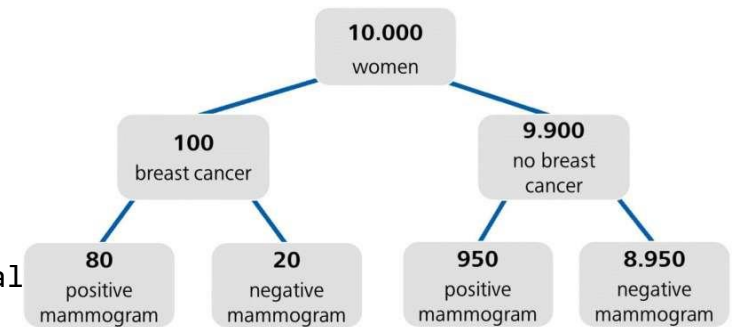 10.000
women
100
breast cancer
9.900
no breast
cancer
al
80
positive
mammogram
20
negative
mammogram
950
positive
mammogram
8.950
negative
mammogram